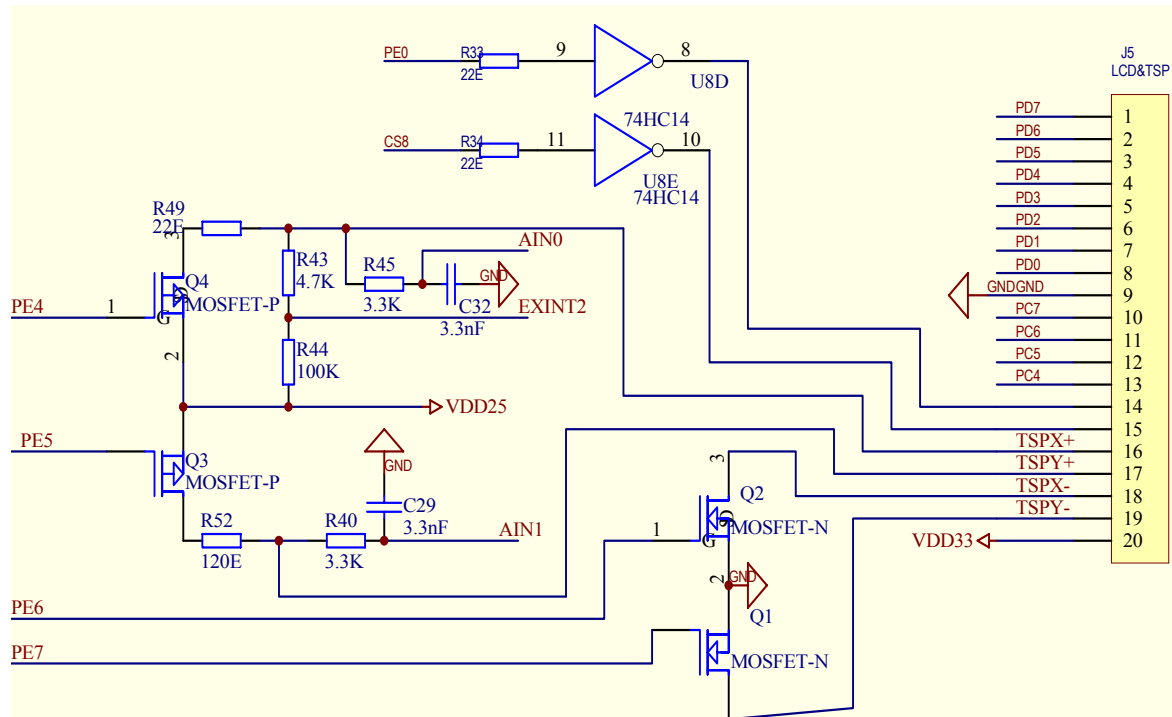 J5
LCD&TSP
PE0
R33
22E
9
8
U8D
74HC14
CS8
R34
22E
11
10
U8E
74HC14
PD7
1
PD6
2
PD5
3
PD4
4
PD3
5
PD2
6
PD1
7
PD0
8
GNDGND
9
PC7
10
PC6
11
PC5
12
PC4
13
14
15
TSPX+
16
TSPY+
17
TSPX-
18
TSPY-
19
VDD33
20
R49
22E
3
R43
4.7K
R45
3.3K
AIN0
GND
C32
3.3nF
Q4
MOSFET-P
PE4
1
G
S
D
2
EXINT2
R44
100K
VDD25
PE5
Q3
MOSFET-P
GND
C29
3.3nF
R52
120E
R40
3.3K
AIN1
3
Q2
MOSFET-N
1
G
S
D
2
GND
PE6
Q1
MOSFET-N
PE7